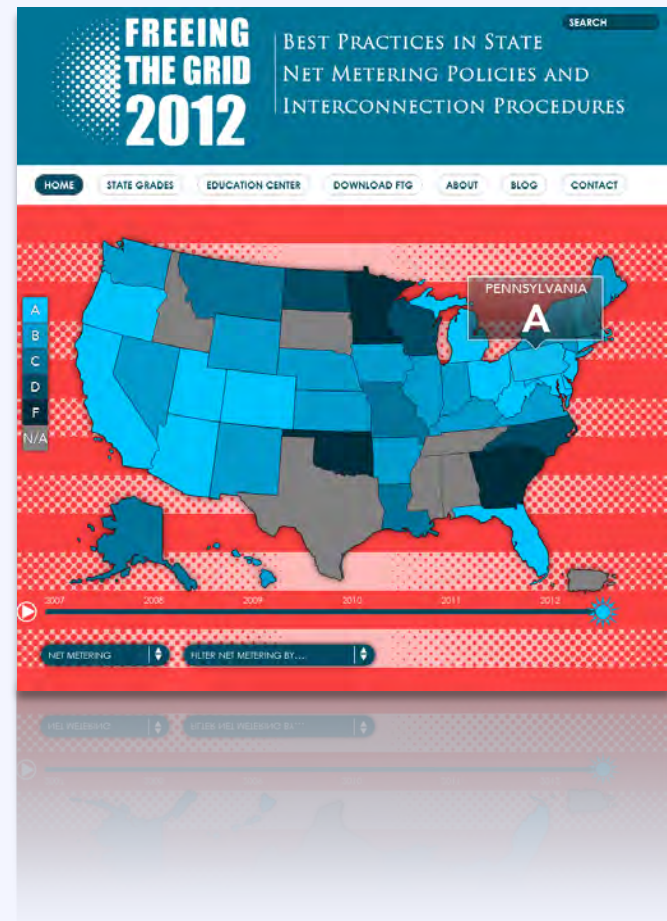 SEARCH
FREEING
THE GRID
2012
BEST PRACTICES IN STATE
NET METERING POLICIES AND
INTERCONNECTION PROCEDURES
HOME
STATE GRADES
EDUCATION CENTER
DOWNLOAD FTG
ABOUT
BLOG
CONTACT
PENNSYLVANIA
A
A
B
C
D
F
N/A
2007
2008
2009
2010
2011
2012
NET METERING
FILTER NET METERING BY...